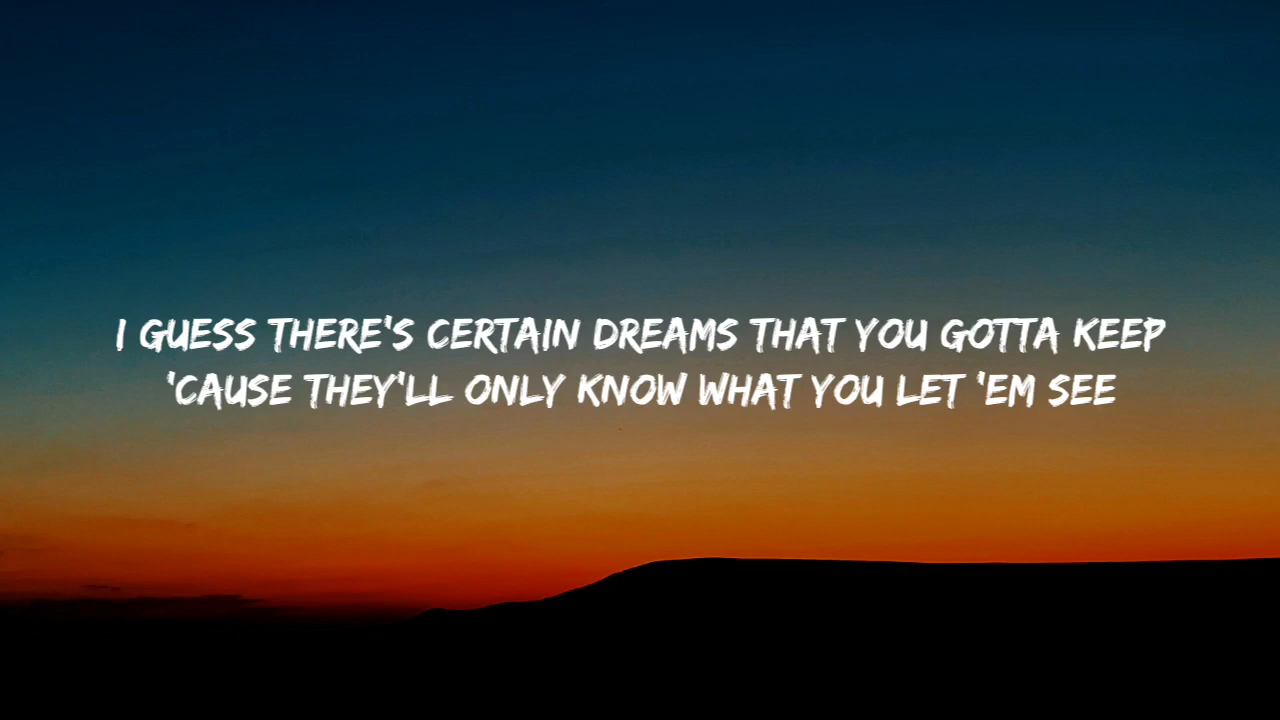 I GUESS THERE'S CERTAIN DREAMS THAT YOU GOTTA KEEP
'CAUSE THEY'LL ONLY KNOW WHAT YOU LET 'EM SEE